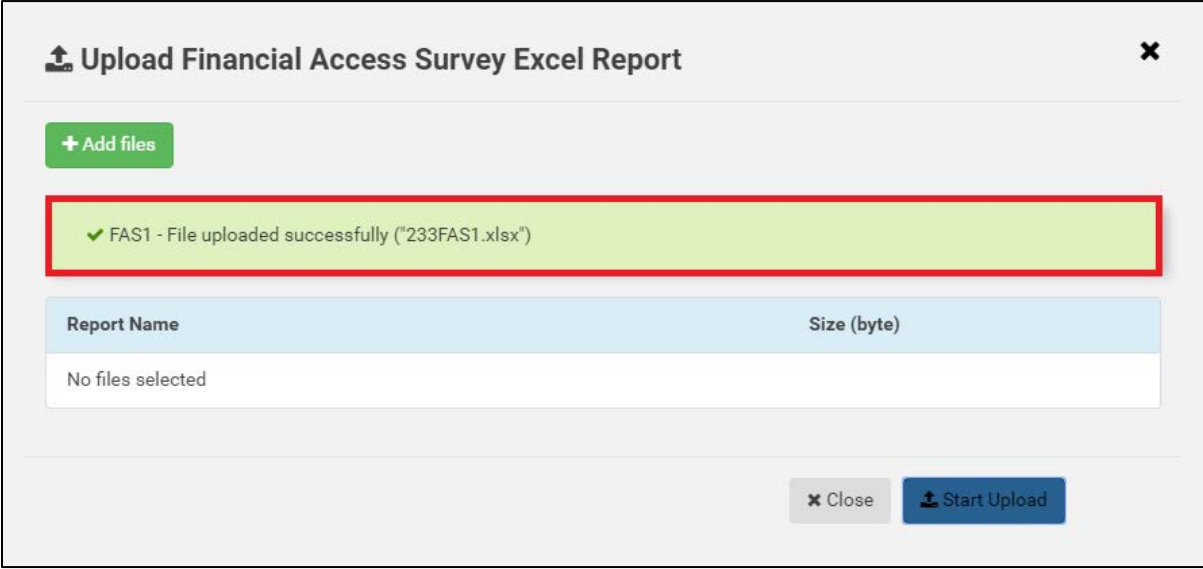 Upload Financial Access Survey Excel Report
Add files
FAS1 - File uploaded successfully ("233FAS1.xlsx")
Report Name Size (byte)
No files selected
Close Start Upload